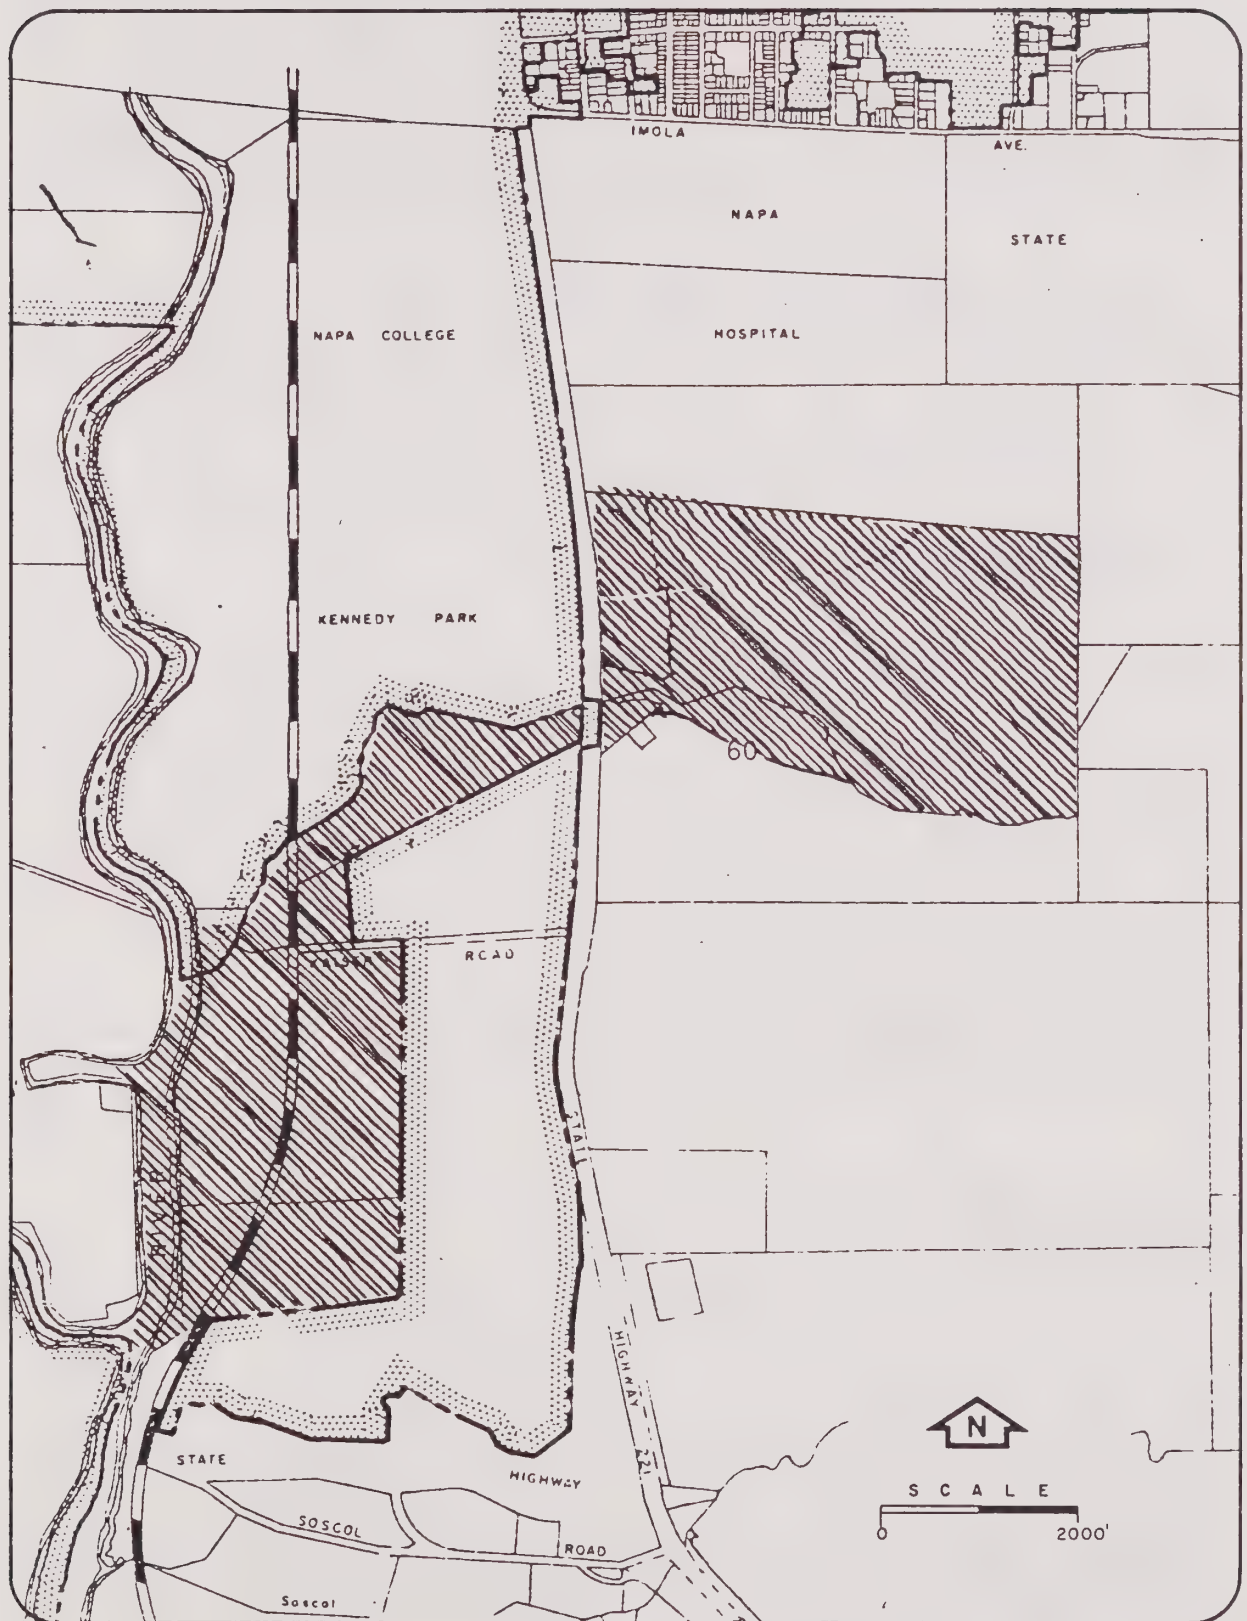 IMOLA
AVE.
NAPA
STATE
NAPA COLLEGE
HOSPITAL
KENNEDY PARK
60
ROAD
HIGHWAY
221
N
STATE
HIGHWAY
SCALE
SOSCOL
ROAD
0 2000'
Soscol